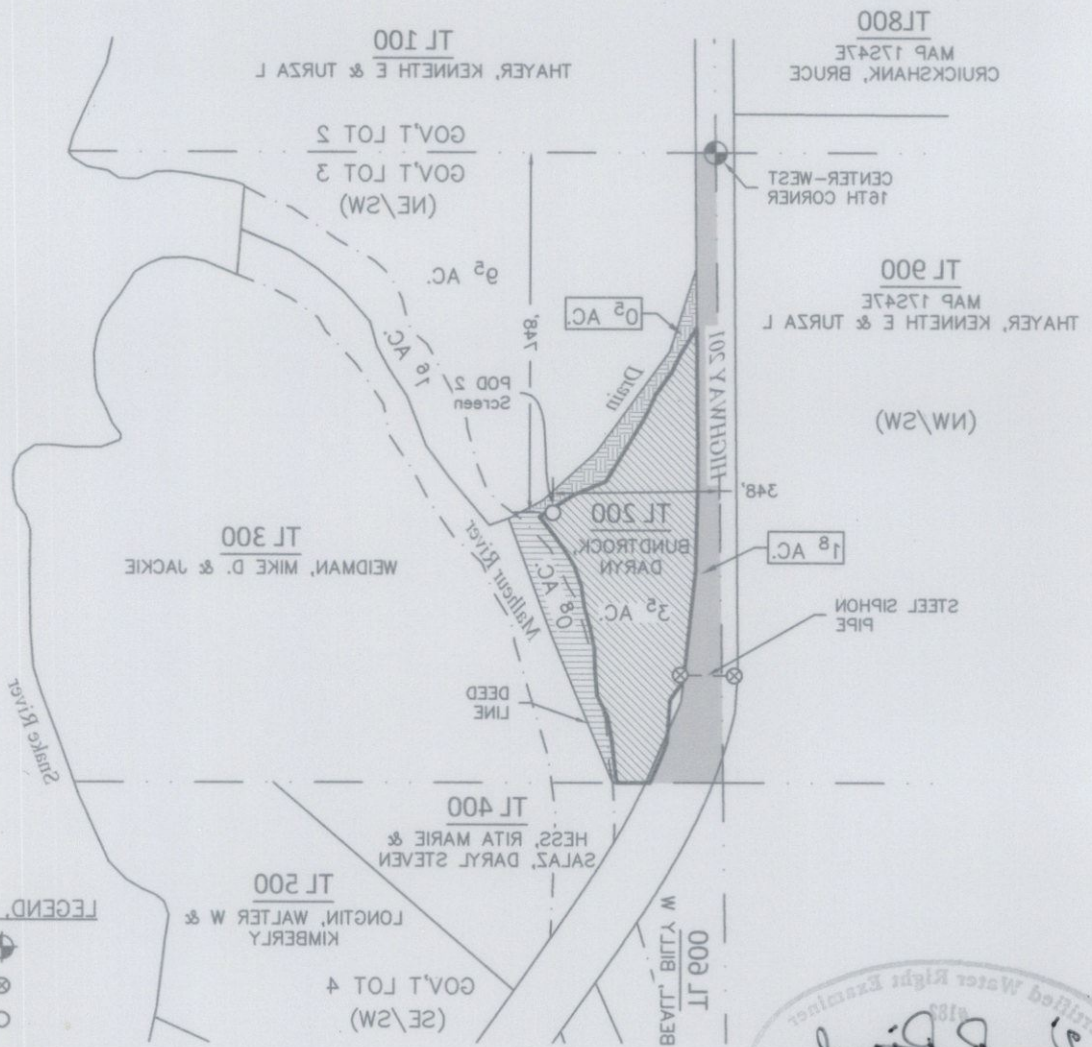 TL 100
THAYER, KENNETH E & TURZA L
TL800
MAP 17S47E
CRUICKSHANK, BRUCE
GOV'T LOT 2
GOV'T LOT 3
(NE/SW)
CENTER-WEST
16TH CORNER
9⁵ AC.
0⁵ AC.
748'
TL 900
MAP 17S47E
THAYER, KENNETH E & TURZA L
1⁶ AC.
POD 2
Screen
Drain
HIGHWAY 201
(NW/SW)
348'
TL 200
BUNDTROCK,
DARYN
TL 300
WEIDMAN, MIKE D. & JACKIE
Malheur River
1⁸ AC.
0⁸ AC.
3⁵ AC.
STEEL SIPHON
PIPE
DEED
LINE
Snake River
TL 400
HESS, RITA MARIE &
SALAZ, DARYL STEVEN
TL 500
LONGTIN, WALTER W &
KIMBERLY
LEGEND,
TL 600
BEALL, BILLY W
GOV'T LOT 4
(SE/SW)
Water Right Examiner